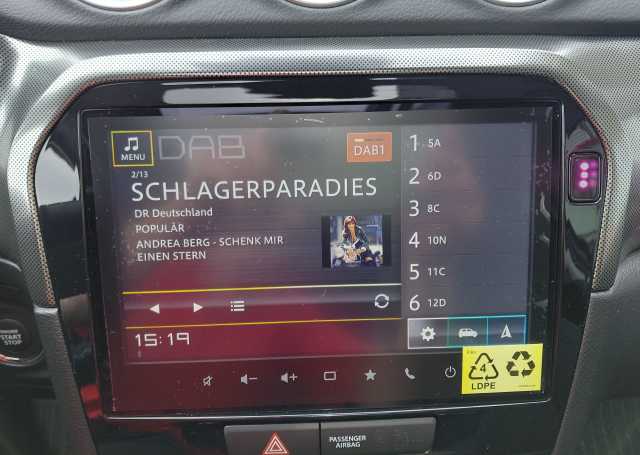 MENU
DAB
DAB1
2/13
SCHLAGERPARADIES
DR Deutschland
POPULÄR
ANDREA BERG - SCHENK MIR
EINEN STERN
1 5A
2 6D
3 8C
4 10N
5 11C
6 12D
15:19
START
STOP
4
LDPE
PASSENGER
AIRBAG